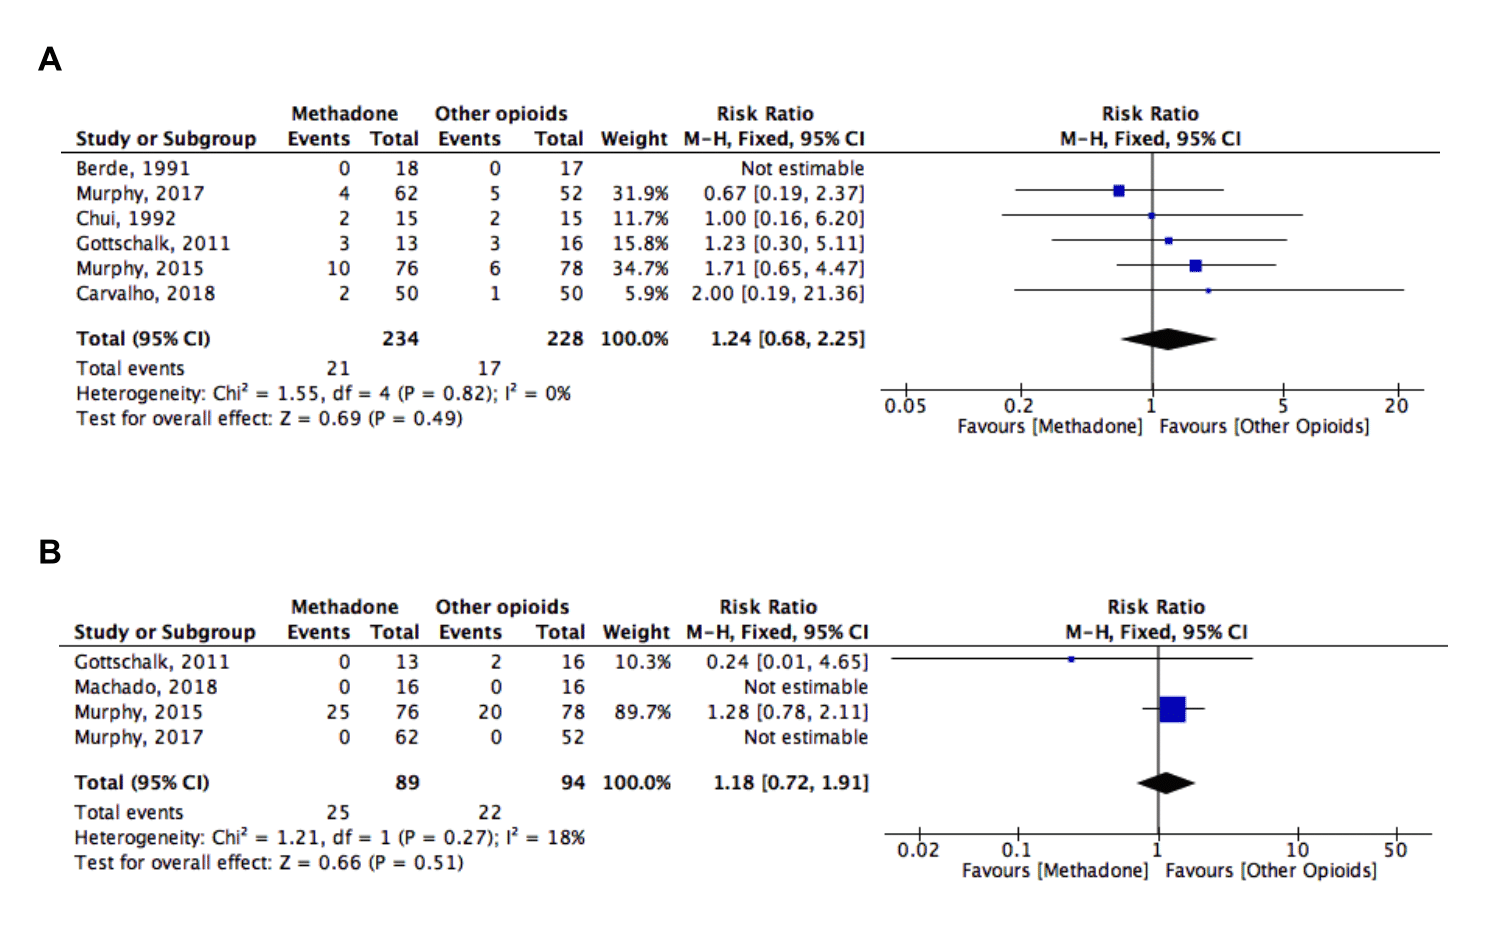 A
Methadone Other opioids Risk Ratio Risk Ratio
Study or Subgroup Events Total Events Total Weight M-H, Fixed, 95% CI M-H, Fixed, 95% CI
Berde, 1991 0 18 0 17 Not estimable
Murphy, 2017 4 62 5 52 31.9% 0.67 [0.19, 2.37]
Chui, 1992 2 15 2 15 11.7% 1.00 [0.16, 6.20]
Gottschalk, 2011 3 13 3 16 15.8% 1.23 [0.30, 5.11]
Murphy, 2015 10 76 6 78 34.7% 1.71 [0.65, 4.47]
Carvalho, 2018 2 50 1 50 5.9% 2.00 [0.19, 21.36]
Total (95% CI) 234 228 100.0% 1.24 [0.68, 2.25]
Total events 21 17
Heterogeneity: Chi² = 1.55, df = 4 (P = 0.82); I² = 0%
Test for overall effect: Z = 0.69 (P = 0.49)
0.05 0.2 1 5 20
Favours [Methadone] Favours [Other Opioids]
B
Methadone Other opioids Risk Ratio Risk Ratio
Study or Subgroup Events Total Events Total Weight M-H, Fixed, 95% CI M-H, Fixed, 95% CI
Gottschalk, 2011 0 13 2 16 10.3% 0.24 [0.01, 4.65]
Machado, 2018 0 16 0 16 Not estimable
Murphy, 2015 25 76 20 78 89.7% 1.28 [0.78, 2.11]
Murphy, 2017 0 62 0 52 Not estimable
Total (95% CI) 89 94 100.0% 1.18 [0.72, 1.91]
Total events 25 22
Heterogeneity: Chi² = 1.21, df = 1 (P = 0.27); I² = 18%
Test for overall effect: Z = 0.66 (P = 0.51)
0.02 0.1 1 10 50
Favours [Methadone] Favours [Other Opioids]